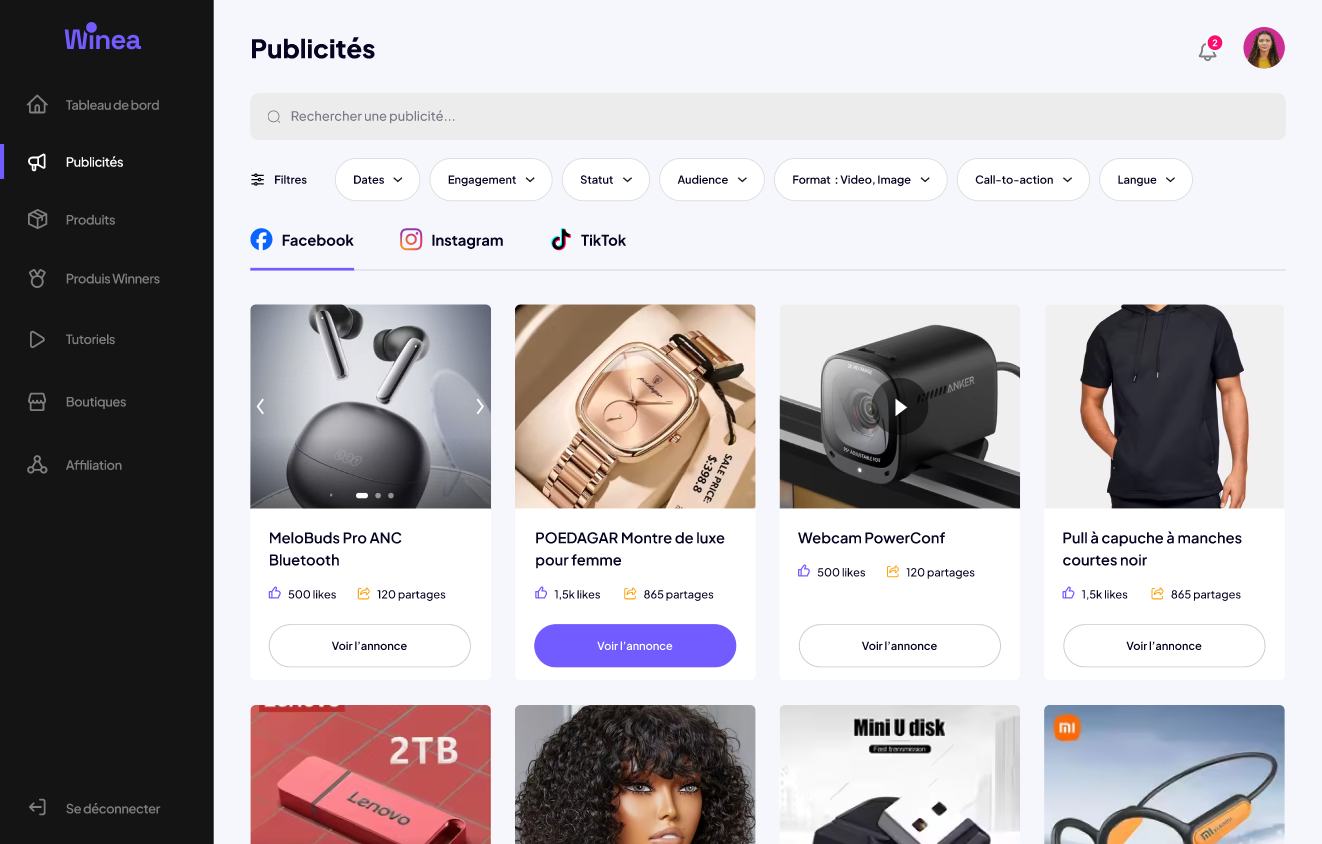 Winea
Publicités
2
Tableau de bord
Publicités
Produits
Produis Winners
Tutoriels
Boutiques
Affiliation
Se déconnecter
Rechercher une publicité...
Filtres
Dates
Engagement
Statut
Audience
Format : Video, Image
Call-to-action
Langue
Facebook
Instagram
TikTok
MeloBuds Pro ANC
Bluetooth
500 likes
120 partages
Voir l'annonce
poedagar
SALE PRICE:
$:398.8
POEDAGAR Montre de luxe
pour femme
1,5k likes
865 partages
Voir l'annonce
ANKER
Webcam PowerConf
500 likes
120 partages
Voir l'annonce
Pull à capuche à manches
courtes noir
1,5k likes
865 partages
Voir l'annonce
Lenovo
2TB
Lenovo
Mini U disk
Fast transmission
mi
mi XIAOMI